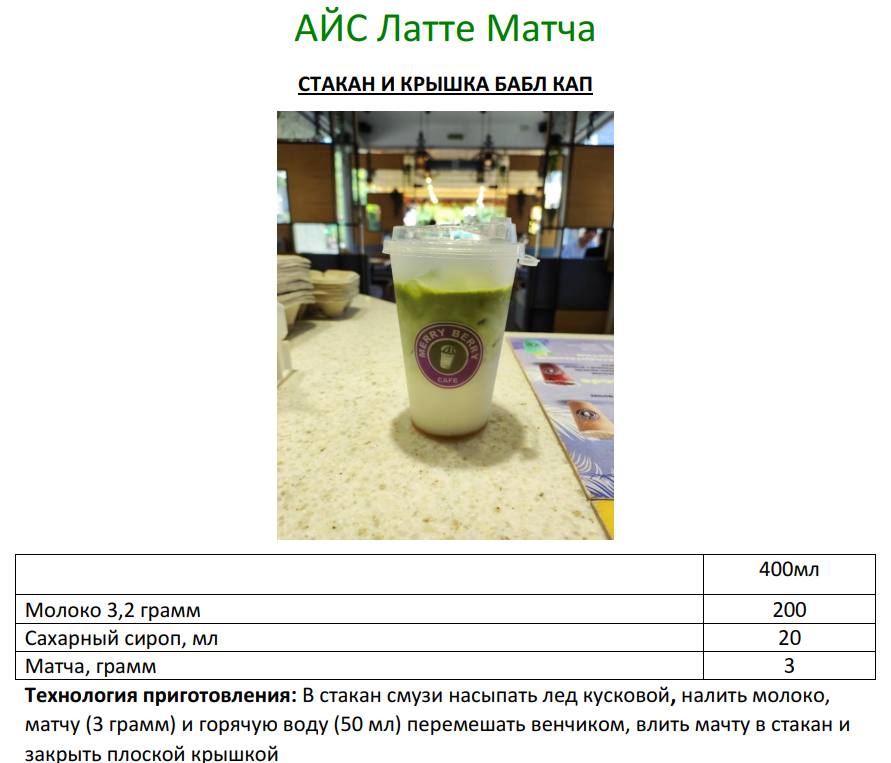 АЙС Латте Матча
СТАКАН И КРЫШКА БАБЛ КАП
MERRY BERRY
CAFE
400мл
Молоко 3,2 грамм 200
Сахарный сироп, мл 20
Матча, грамм 3
Технология приготовления: В стакан смузи насыпать лед кусковой, налить молоко,
матчу (3 грамм) и горячую воду (50 мл) перемешать венчиком, влить мачту в стакан и
закрыть плоской крышкой